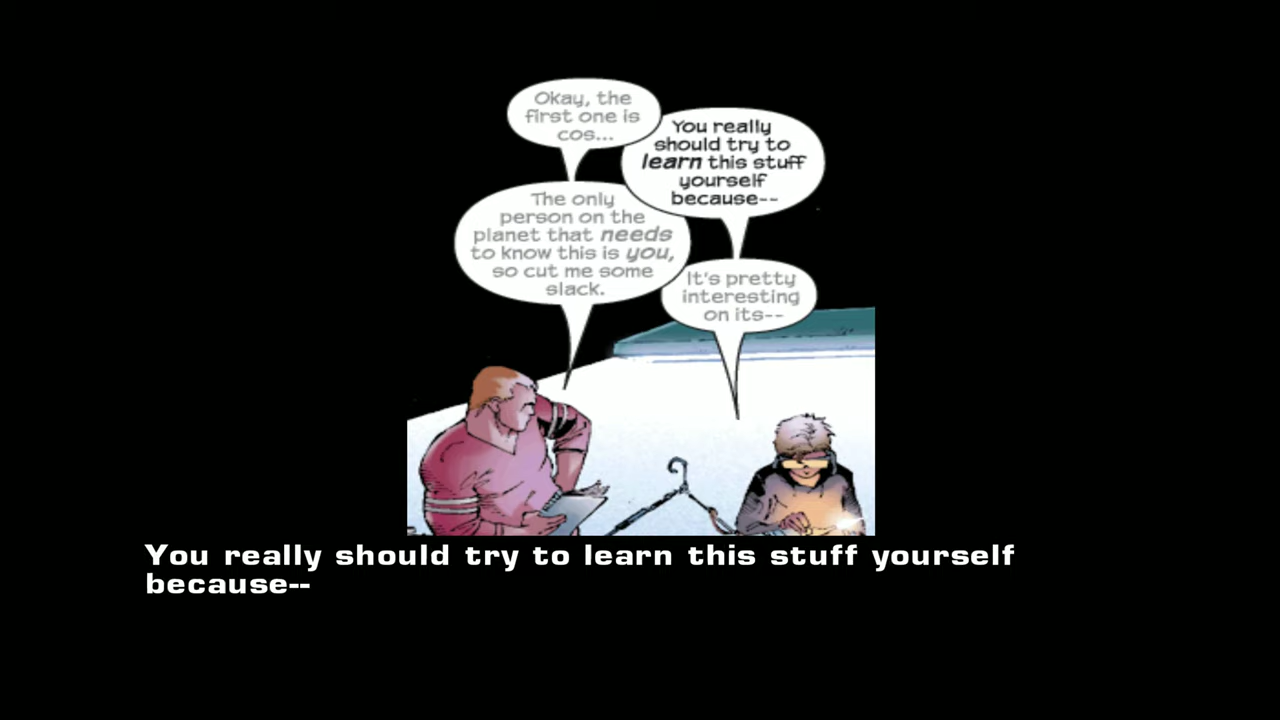 Okay, the
first one is
cos...
You really
should try to
learn this stuff
yourself
because--
The only
person on the
planet that needs
to know this is you,
so cut me some
slack.
It's pretty
interesting
on its--
You really should try to learn this stuff yourself
because--